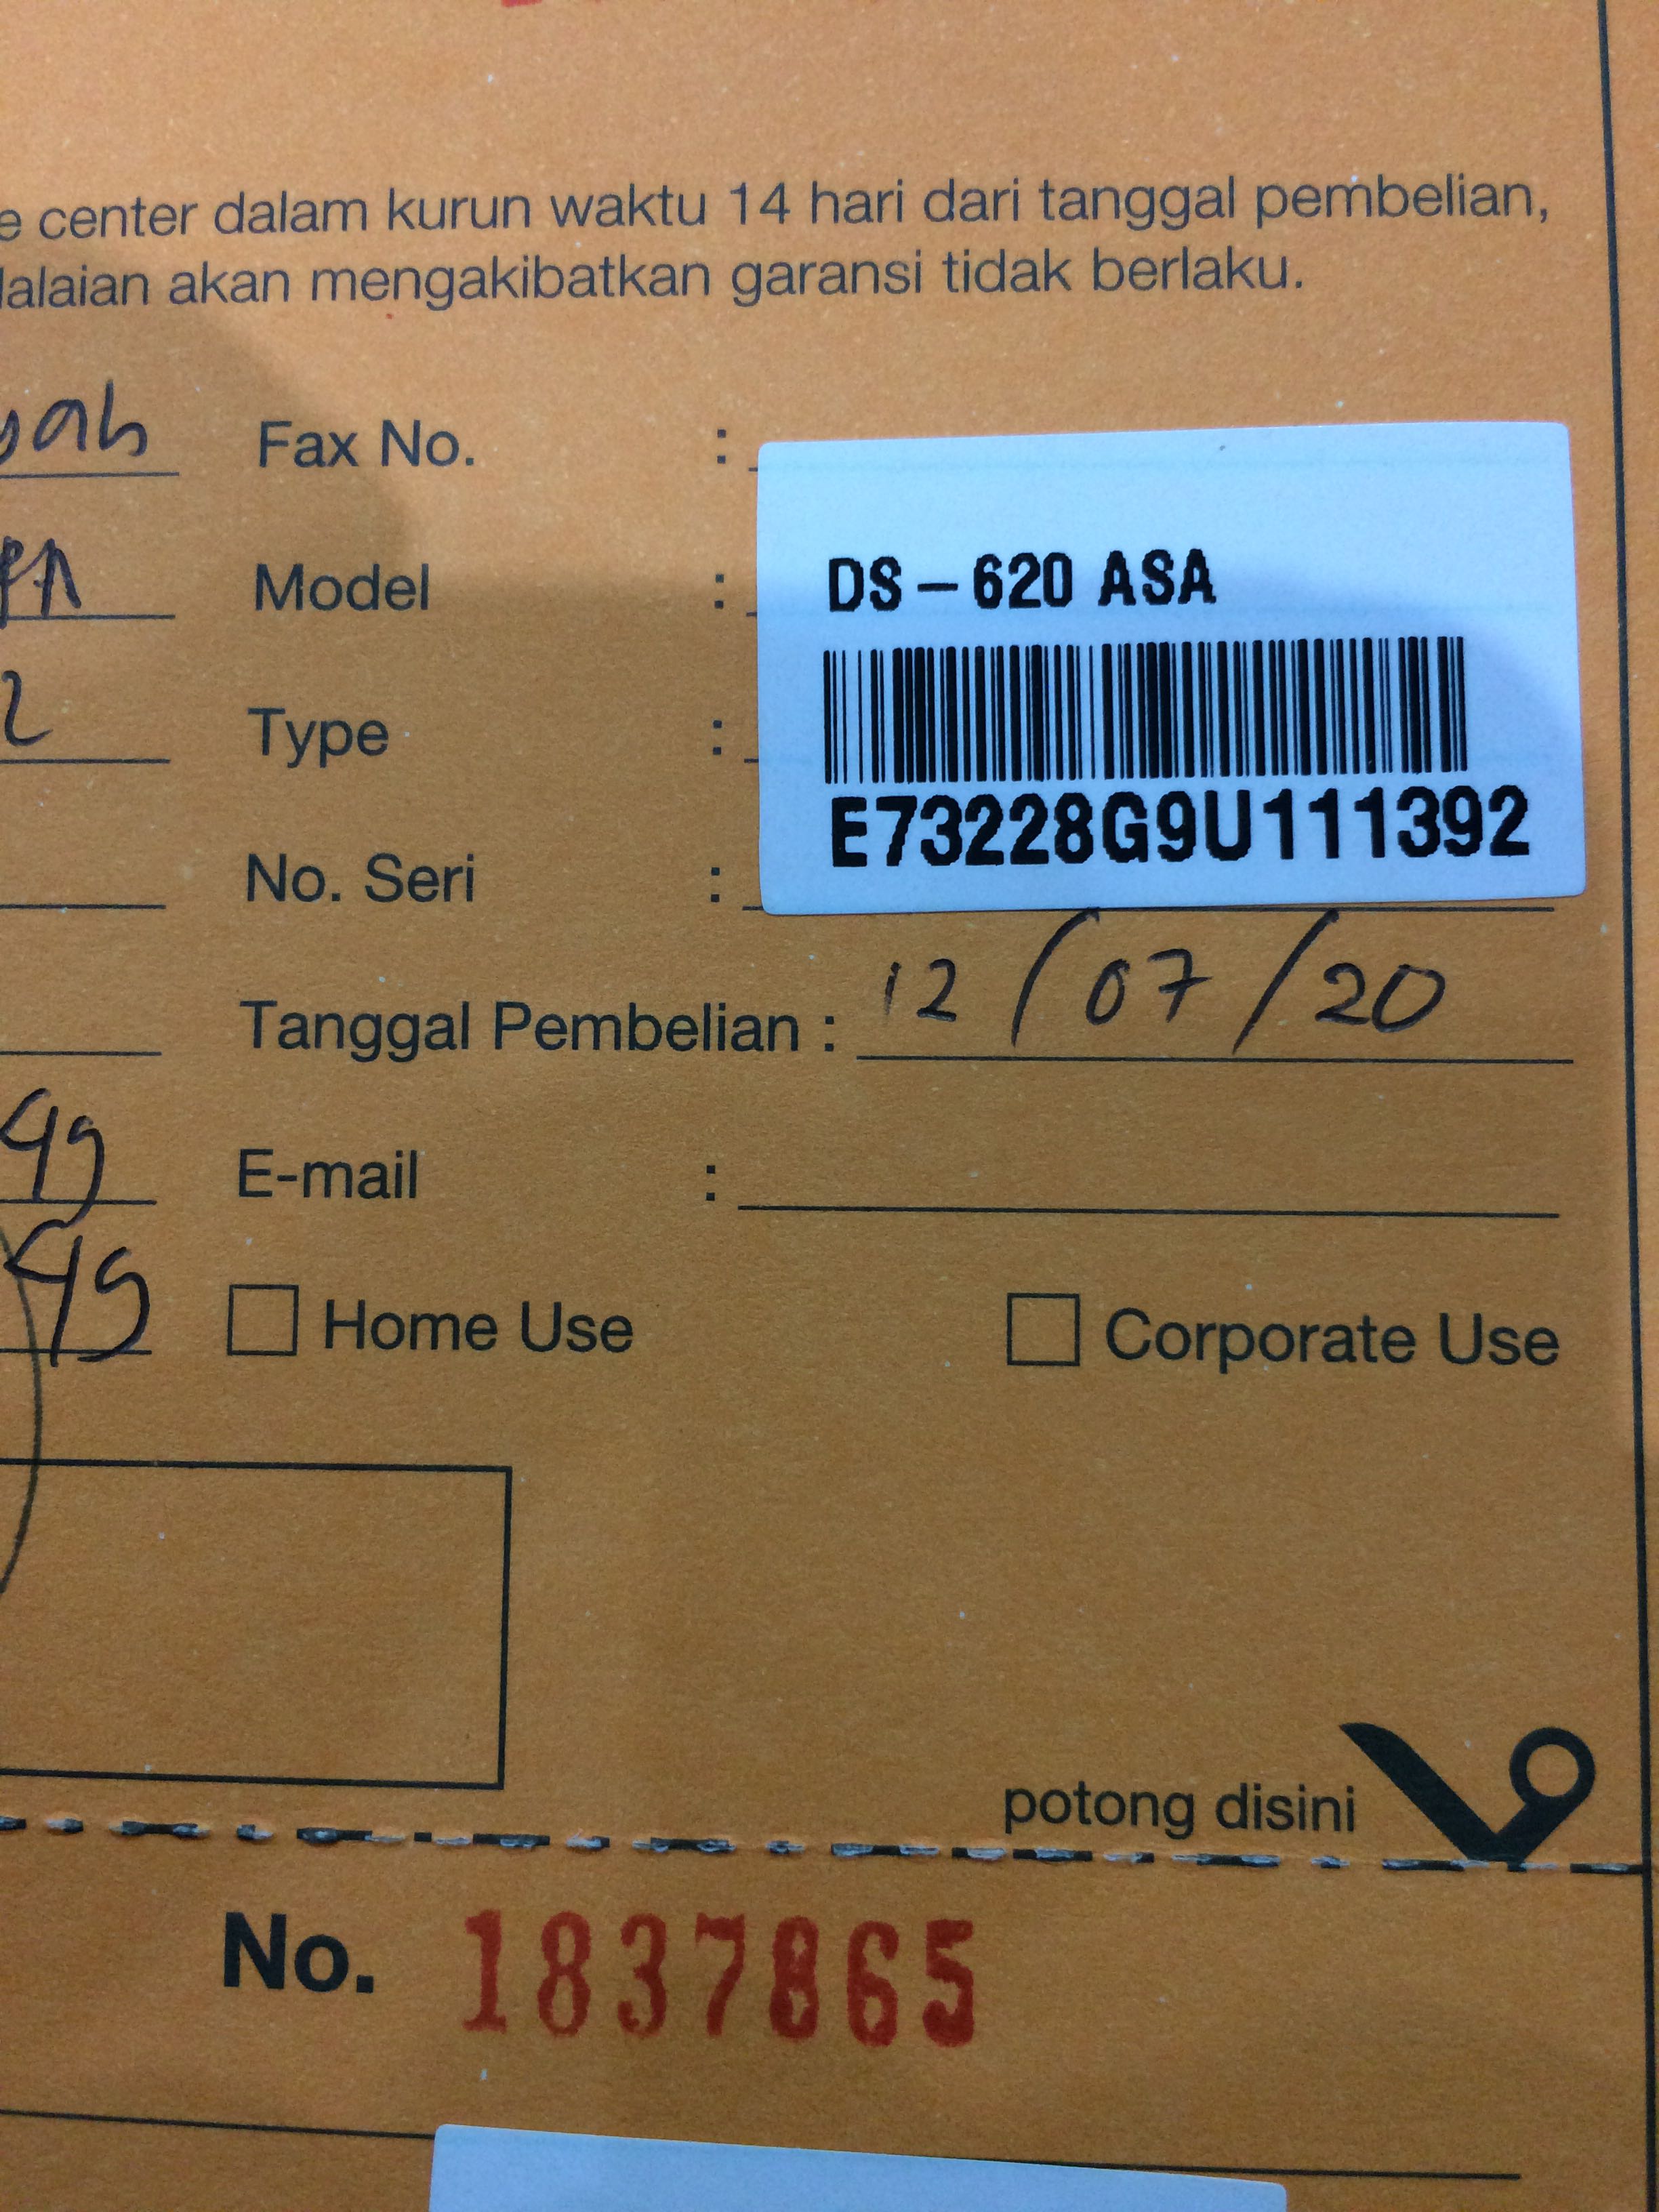 center dalam kurun waktu 14 hari dari tanggal pembelian,
akan mengakibatkan garansi tidak berlaku.
Fax No. :
Model : DS – 620 ASA
Type :
No. Seri : E73228G9U111392
Tanggal Pembelian : 12/07/20
E-mail :
Home Use Corporate Use
potong disini
No. 1837865